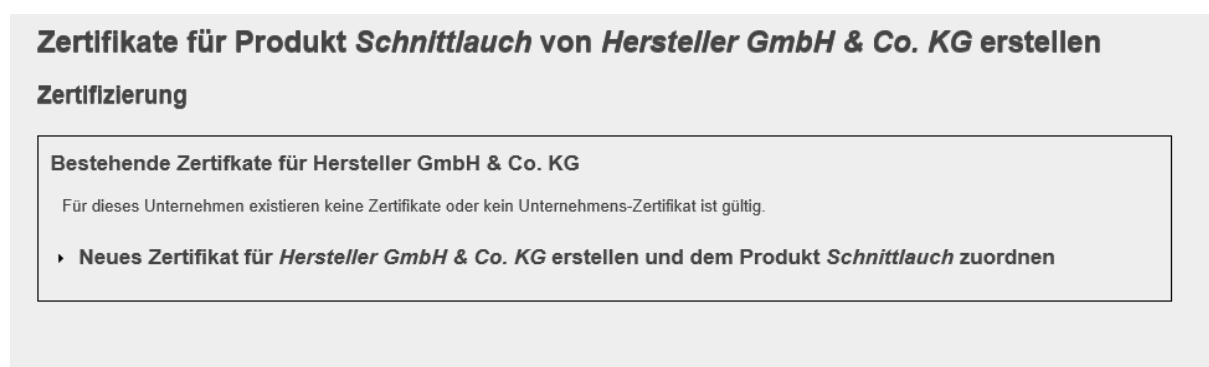 Zertifikate für Produkt Schnittlauch von Hersteller GmbH & Co. KG erstellen
Zertifizierung
Bestehende Zertifkate für Hersteller GmbH & Co. KG
Für dieses Unternehmen existieren keine Zertifikate oder kein Unternehmens-Zertifikat ist gültig.
Neues Zertifikat für Hersteller GmbH & Co. KG erstellen und dem Produkt Schnittlauch zuordnen